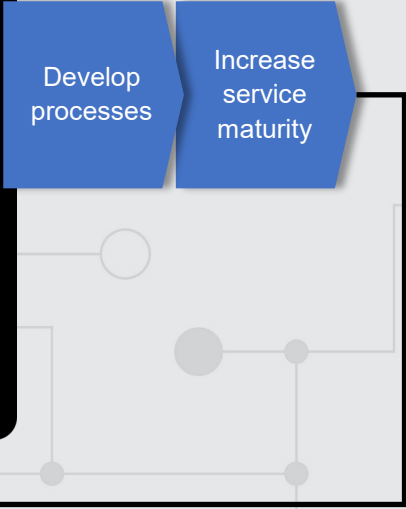 Develop
processes
Increase
service
maturity